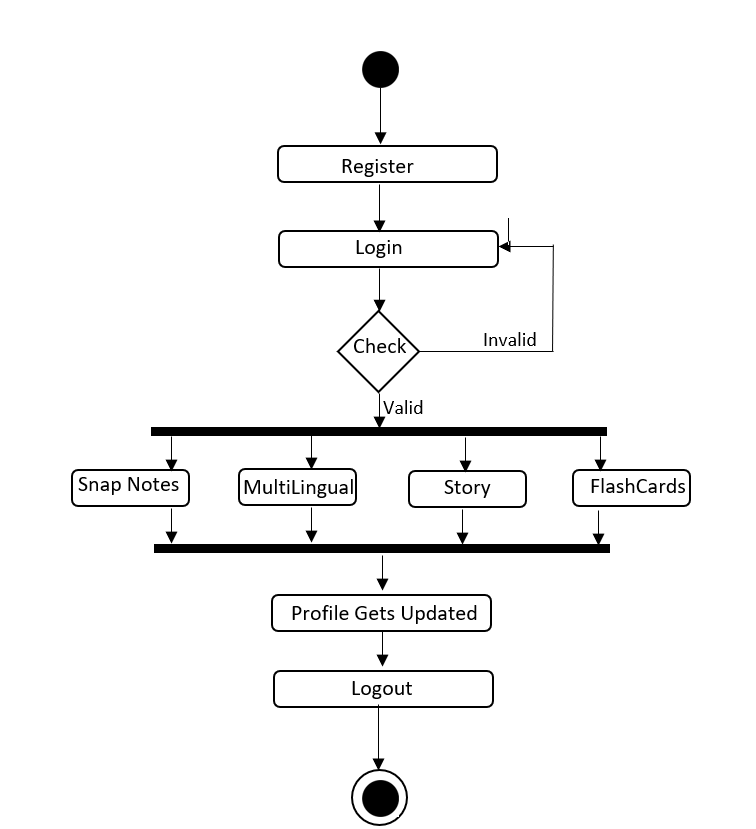 Register
Login
Check
Invalid
Valid
Snap Notes
MultiLingual
Story
FlashCards
Profile Gets Updated
Logout